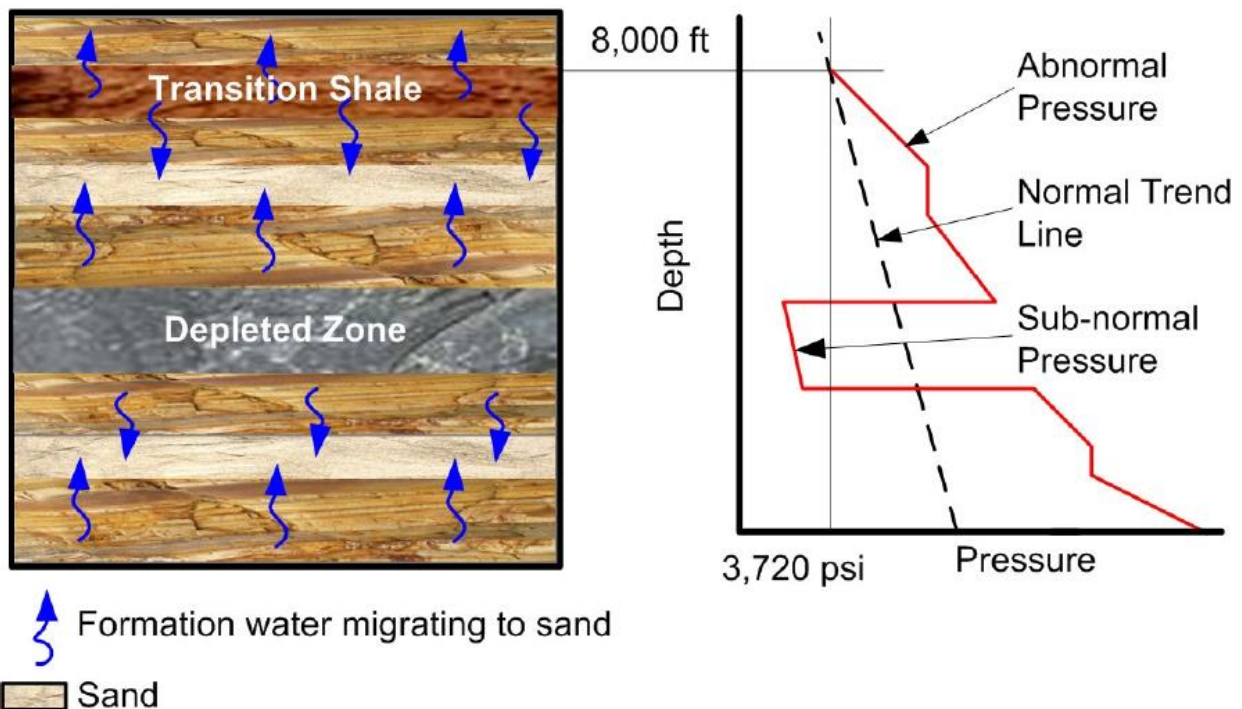 8,000 ft
Transition Shale
Abnormal
Pressure
Normal Trend
Line
Depth
Depleted Zone
Sub-normal
Pressure
3,720 psi
Pressure
Formation water migrating to sand
Sand